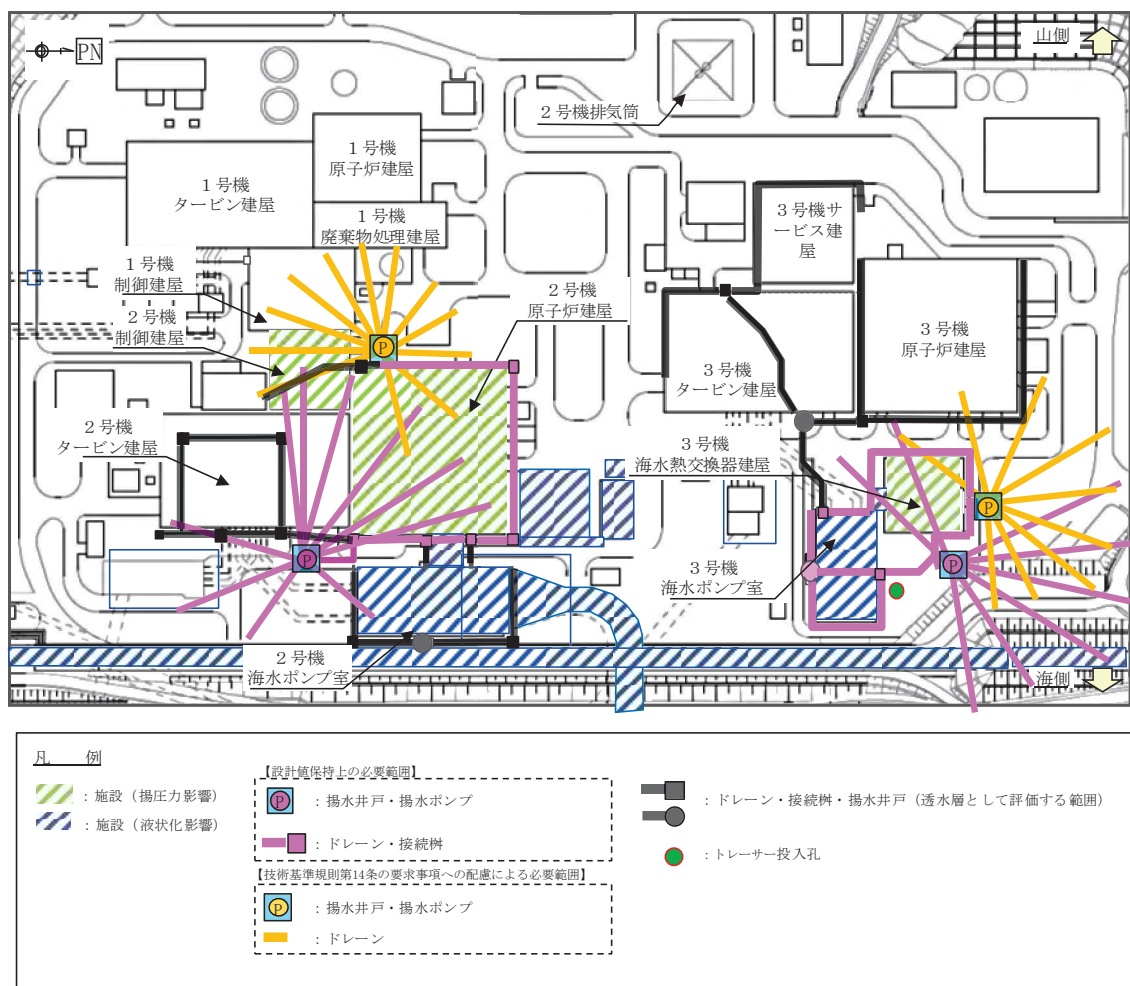 PN
山側
2号機排気筒
1号機
原子炉建屋
1号機
タービン建屋
1号機
廃棄物処理建屋
3号機サ
ービス建
屋
1号機
制御建屋
2号機
制御建屋
2号機
原子炉建屋
3号機
原子炉建屋
P
3号機
タービン建屋
2号機
タービン建屋
3号機
海水熱交換器建屋
P
P
P
3号機
海水ポンプ室
2号機
海水ポンプ室
海側
凡 例
:施設(揚圧力影響)
:施設(液状化影響)
【設計値保持上の必要範囲】
P :揚水井戸・揚水ポンプ
:ドレーン・接続桝
【技術基準規則第14条の要求事項への配慮による必要範囲】
P :揚水井戸・揚水ポンプ
:ドレーン
:ドレーン・接続桝・揚水井戸(透水層として評価する範囲)
:トレーサー投入孔